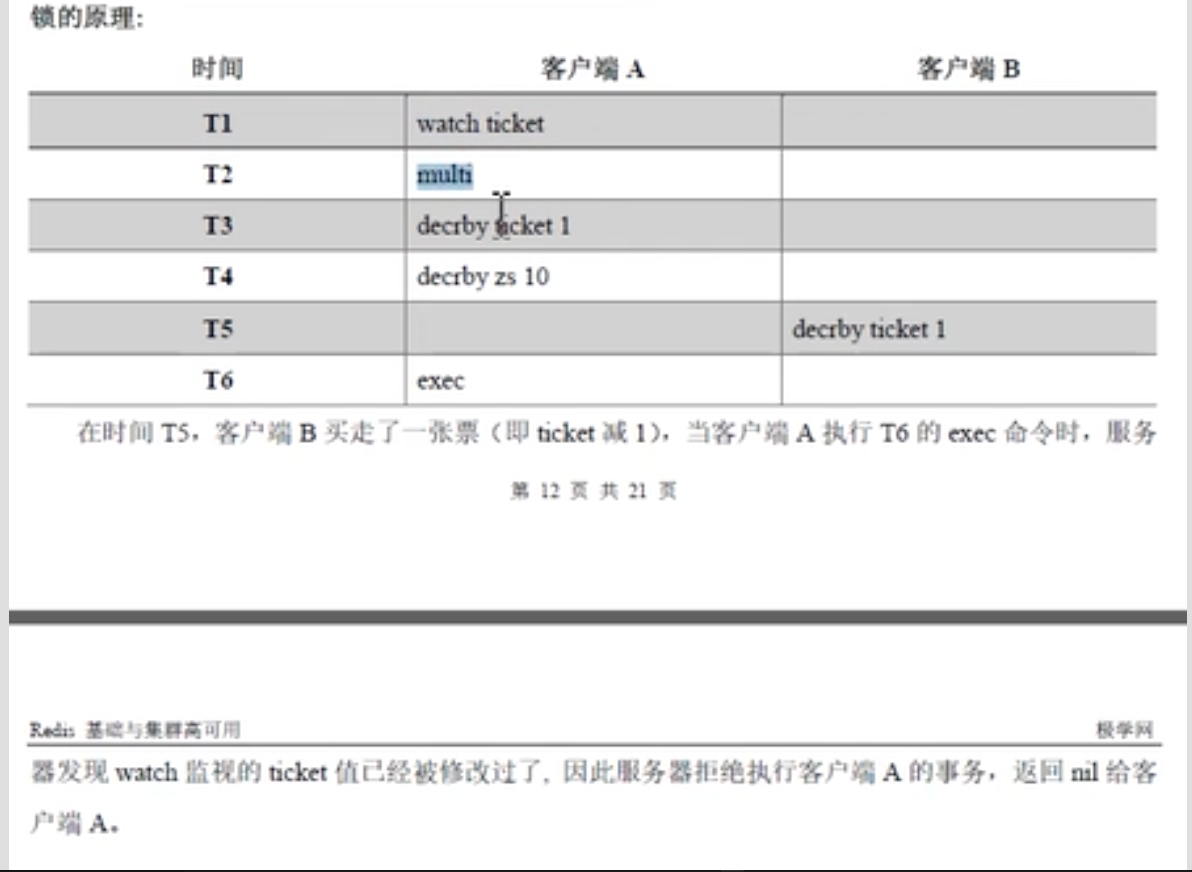 锁的原理:
时间 客户端 A 客户端 B
T1 watch ticket
T2 multi
T3 decrby ticket 1
T4 decrby zs 10
T5 decrby ticket 1
T6 exec
在时间 T5，客户端 B 买走了一张票（即 ticket 减 1），当客户端 A 执行 T6 的 exec 命令时，服务
第 12 页 共 21 页
Redis 基础与集群高可用 极学网
器发现 watch 监视的 ticket 值已经被修改过了, 因此服务器拒绝执行客户端 A 的事务，返回 nil 给客
户端 A。